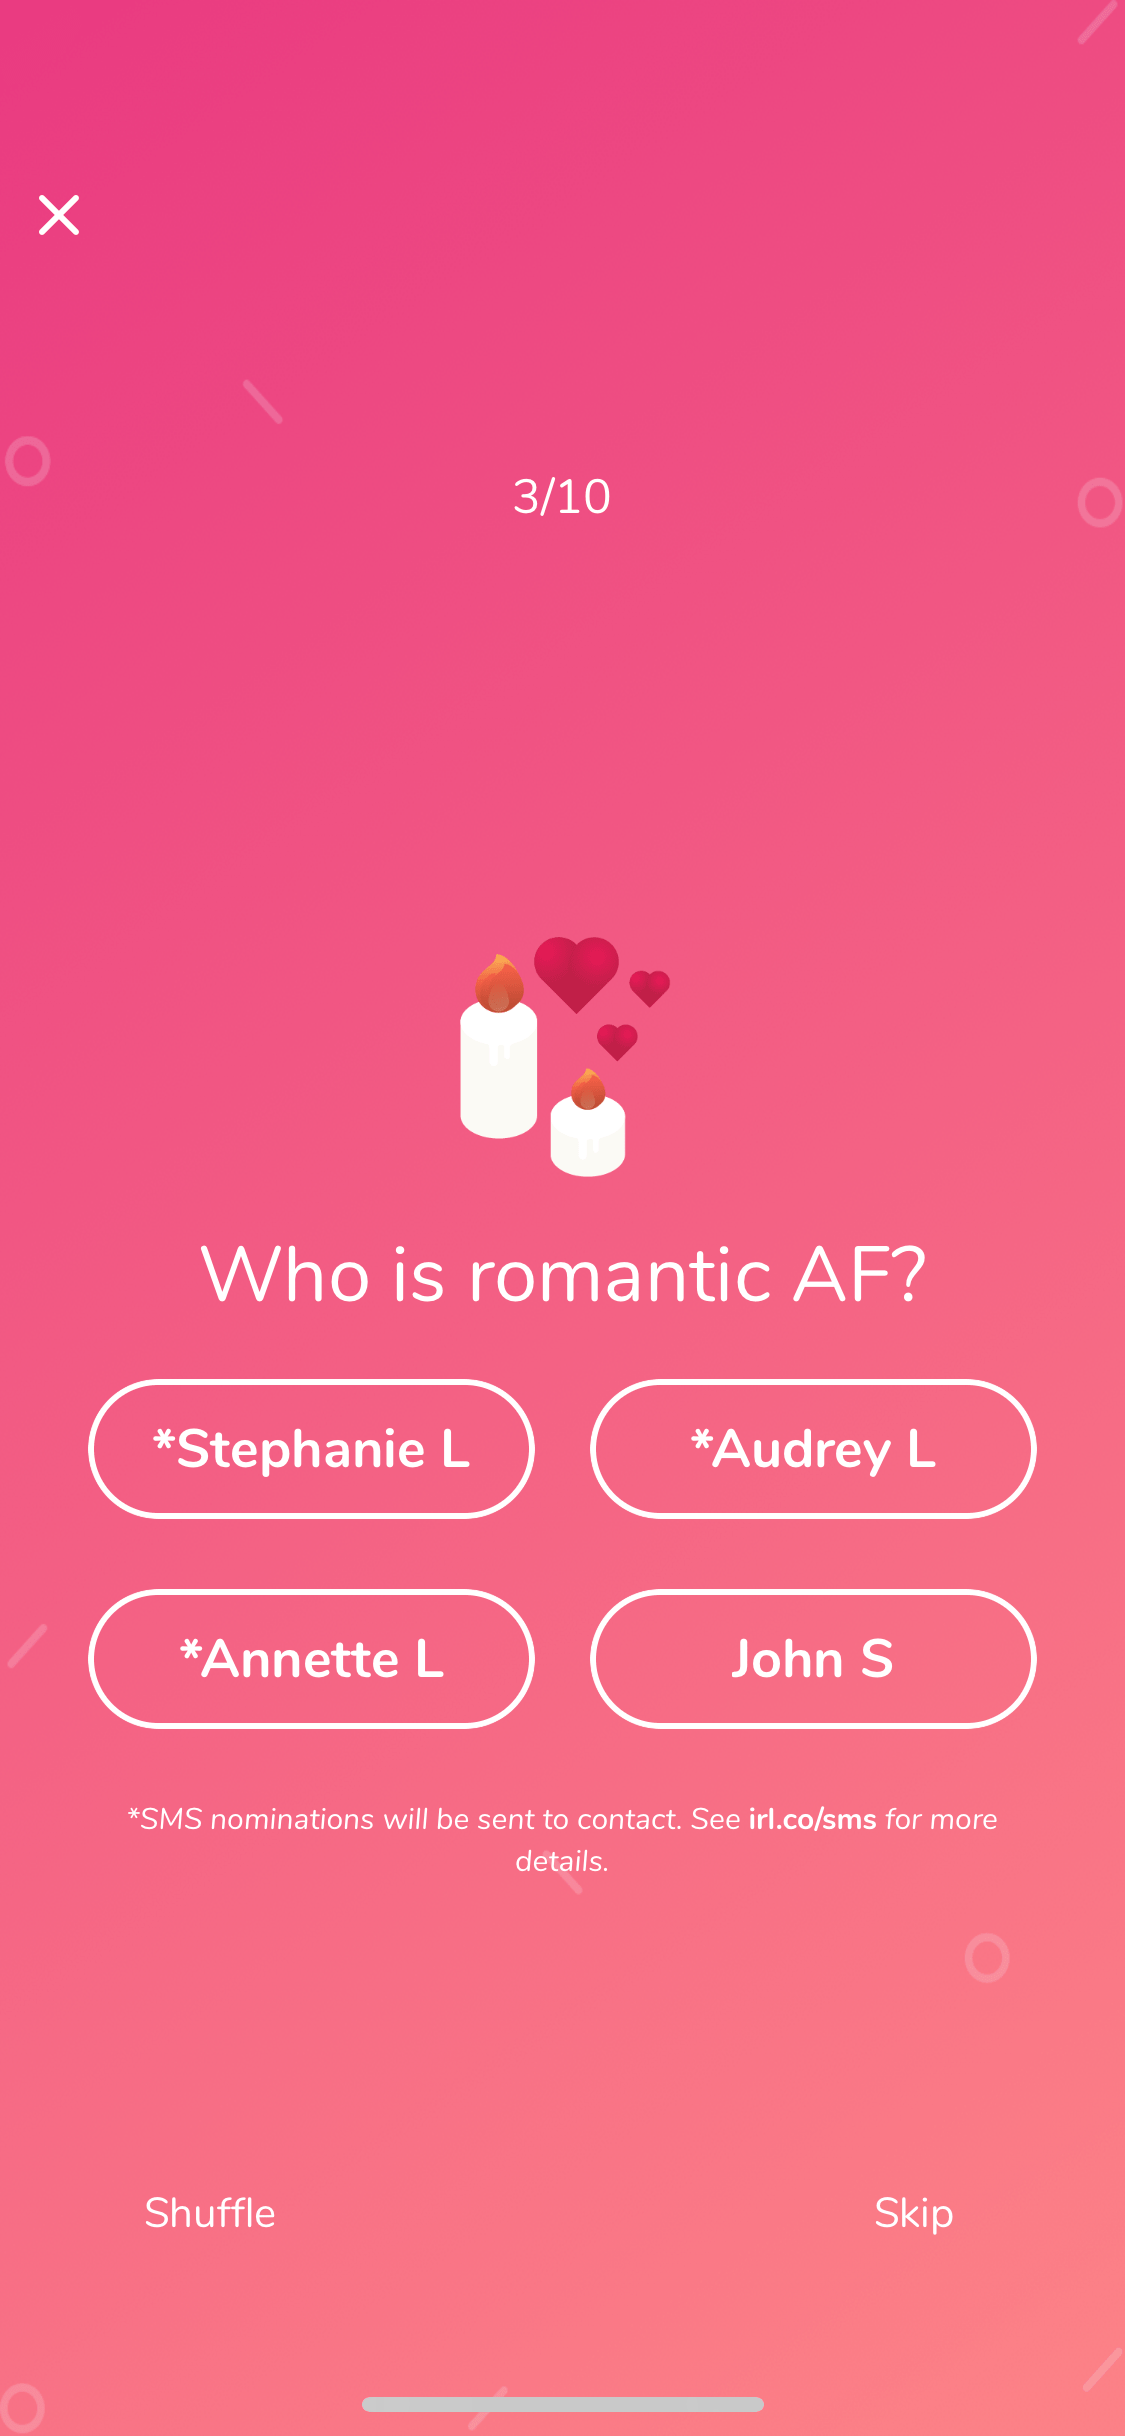 3/10
Who is romantic AF?
*Stephanie L
*Audrey L
*Annette L
John S
*SMS nominations will be sent to contact. See irl.co/sms for more
details.
Shuffle
Skip